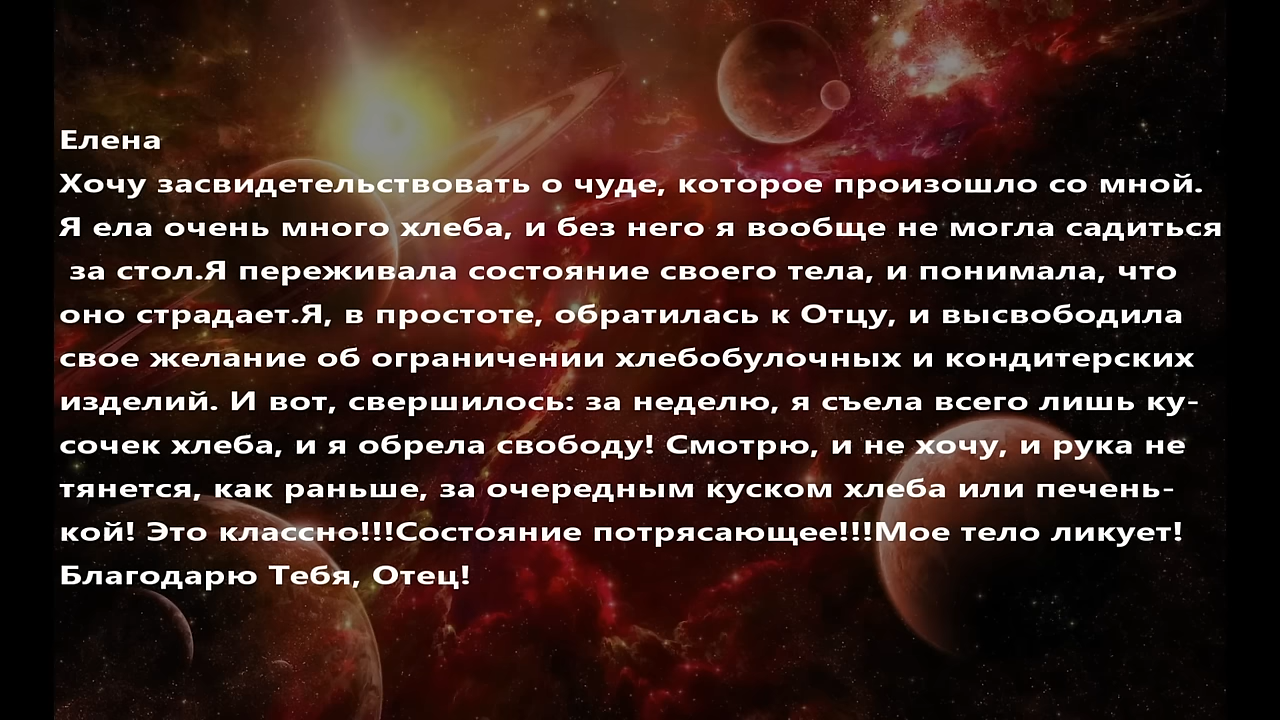 Елена
Хочу засвидетельствовать о чуде, которое произошло со мной.
Я ела очень много хлеба, и без него я вообще не могла садиться
за стол.Я переживала состояние своего тела, и понимала, что
оно страдает.Я, в простоте, обратилась к Отцу, и высвободила
свое желание об ограничении хлебобулочных и кондитерских
изделий. И вот, свершилось: за неделю, я съела всего лишь ку-
сочек хлеба, и я обрела свободу! Смотрю, и не хочу, и рука не
тянется, как раньше, за очередным куском хлеба или печень-
кой! Это классно!!!Состояние потрясающее!!!Мое тело ликует!
Благодарю Тебя, Отец!